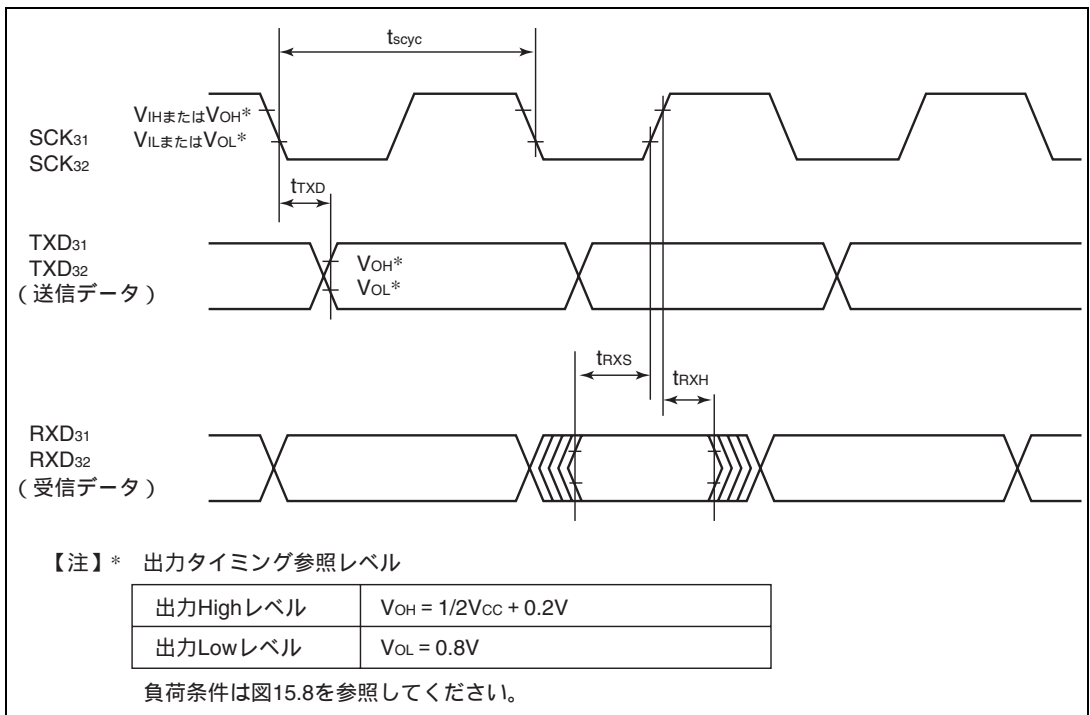 tscyc
VIHまたはVOH*
VILまたはVOL*
SCK31
SCK32
tTXD
TXD31
TXD32
(送信データ)
VOH*
VOL*
tRXS
tRXH
RXD31
RXD32
(受信データ)
【注】* 出力タイミング参照レベル
出力Highレベル VOH = 1/2VCC + 0.2V
出力Lowレベル VOL = 0.8V
負荷条件は図15.8を参照してください。